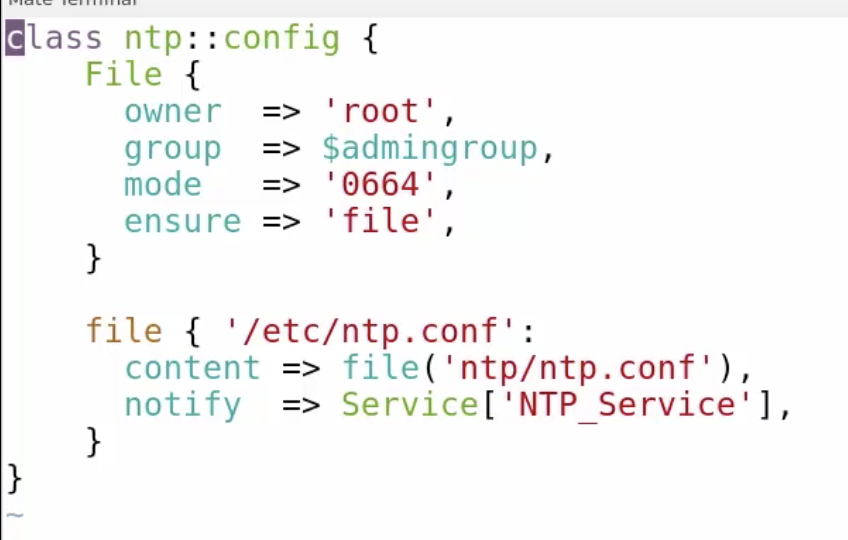 Mate Terminal
class ntp::config {
    File {
      owner  => 'root',
      group  => $admingroup,
      mode   => '0664',
      ensure => 'file',
    }

    file { '/etc/ntp.conf':
      content => file('ntp/ntp.conf'),
      notify  => Service['NTP_Service'],
    }
}
~